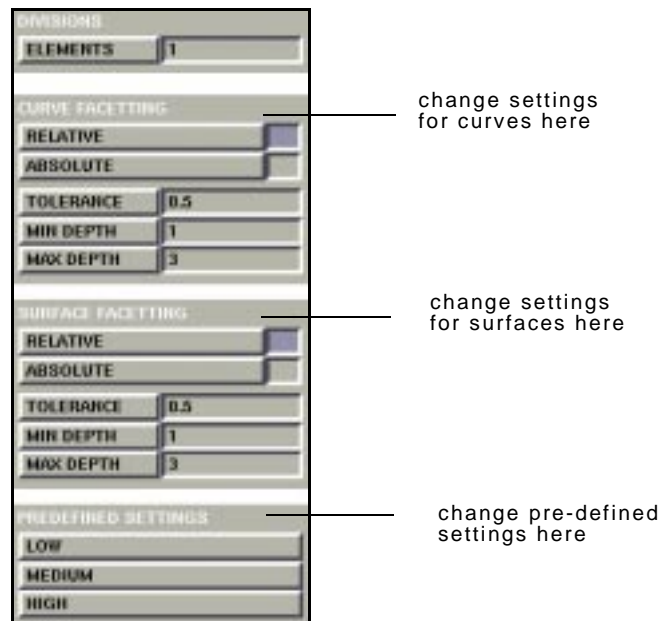 DIVISIONS
ELEMENTS 1
CURVE FACETTING
change settings
for curves here
RELATIVE
ABSOLUTE
TOLERANCE 0.5
MIN DEPTH 1
MAX DEPTH 3
SURFACE FACETTING
change settings
for surfaces here
RELATIVE
ABSOLUTE
TOLERANCE 0.5
MIN DEPTH 1
MAX DEPTH 3
PREDEFINED SETTINGS
change pre-defined
settings here
LOW
MEDIUM
HIGH